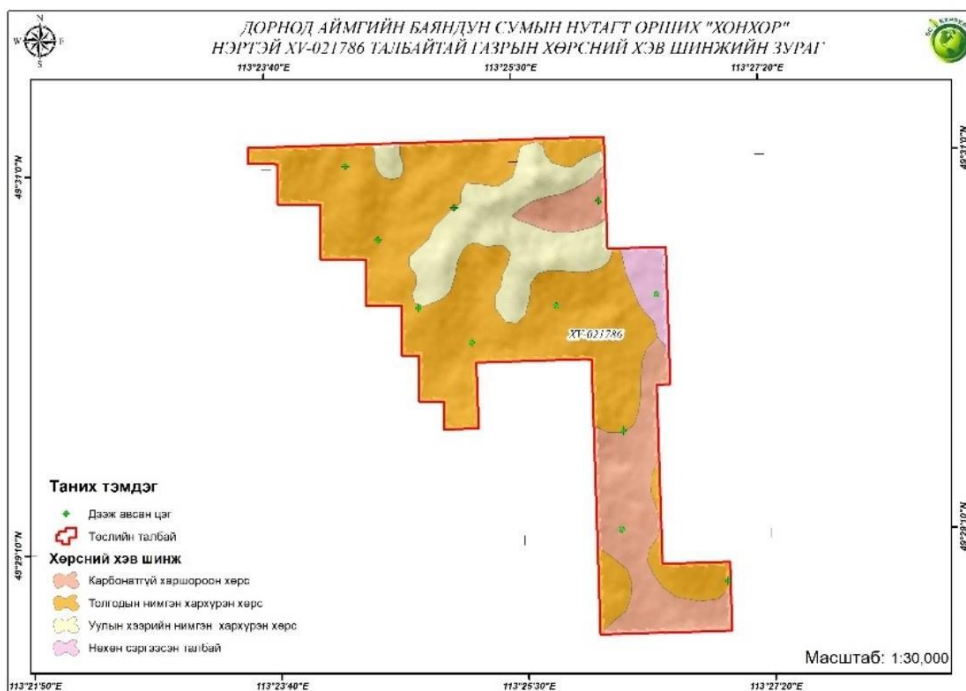 ДОРНОД АЙМГИЙН БАЯНДУН СУМЫН НУТАГТ ОРШИХ "ХОНХОР"
НЭРТЭЙ XV-021786 ТАЛБАЙТАЙ ГАЗРЫН ХӨРСНИЙ ХЭВ ШИНЖИЙН ЗУРАГ
N
W E
S
113°23'40"E 113°25'30"E 113°27'20"E
49°31'0"N
49°31'0"N
XV-021786
49°29'10"N
49°29'10"N
Таних тэмдэг
Дээж авсан цэг
Төслийн талбай
Хөрсний хэв шинж
Карбонатгүй харшороон хөрс
Толгодын нимгэн хархүрэн хөрс
Уулын хээрийн нимгэн хархүрэн хөрс
Нөхөн сэргээсэн талбай
Масштаб: 1:30,000
113°21'50"E 113°23'40"E 113°25'30"E 113°27'20"E